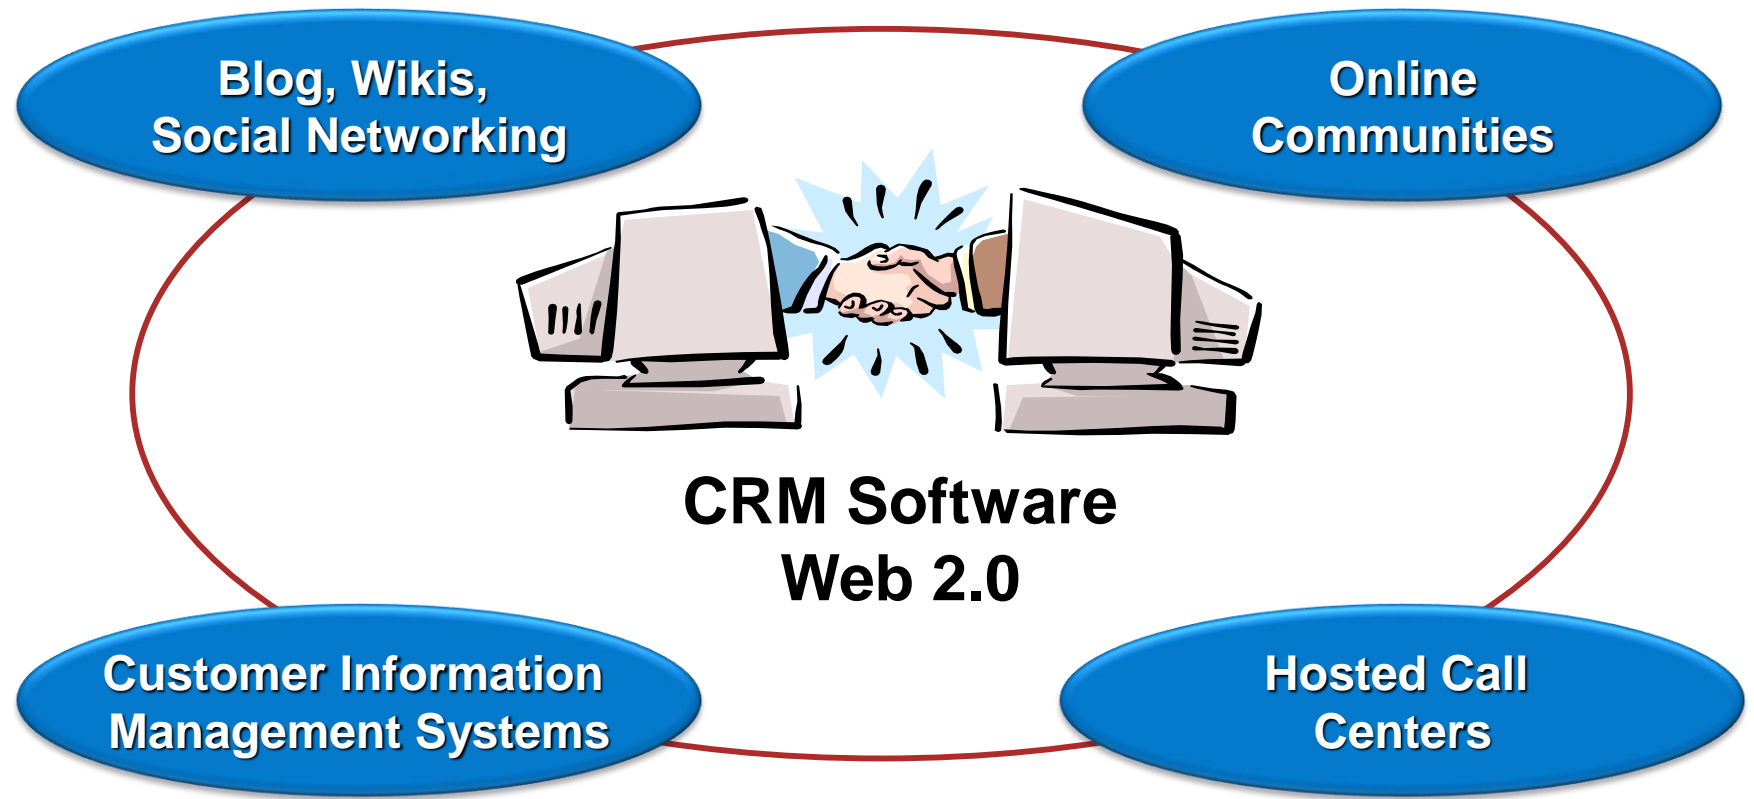 Blog, Wikis,
Social Networking
Online
Communities
CRM Software
Web 2.0
Customer Information
Management Systems
Hosted Call
Centers